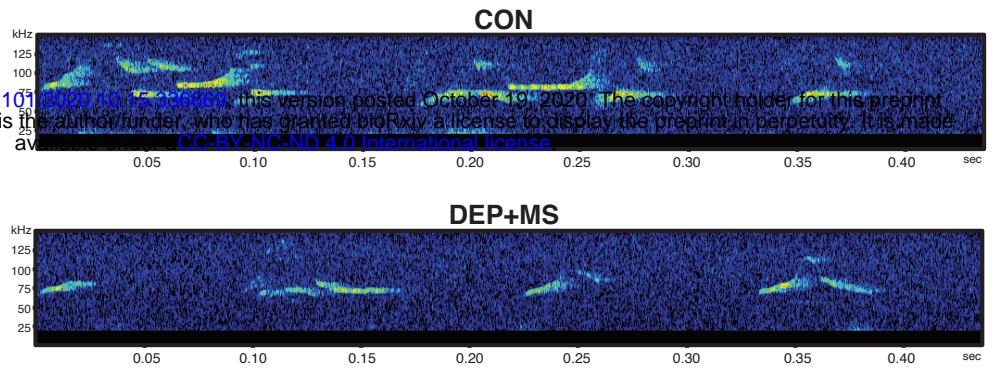 CON
kHz
125
100
75
50
25
101/2020.10.15.336669; this version posted October 19, 2020. The copyright holder for this preprint
is the author/funder, who has granted bioRxiv a license to display the preprint in perpetuity. It is made
available under a CC-BY-NC-ND 4.0 International license.
0.05 0.10 0.15 0.20 0.25 0.30 0.35 0.40 sec
DEP+MS
kHz
125
100
75
50
25
0.05 0.10 0.15 0.20 0.25 0.30 0.35 0.40 sec